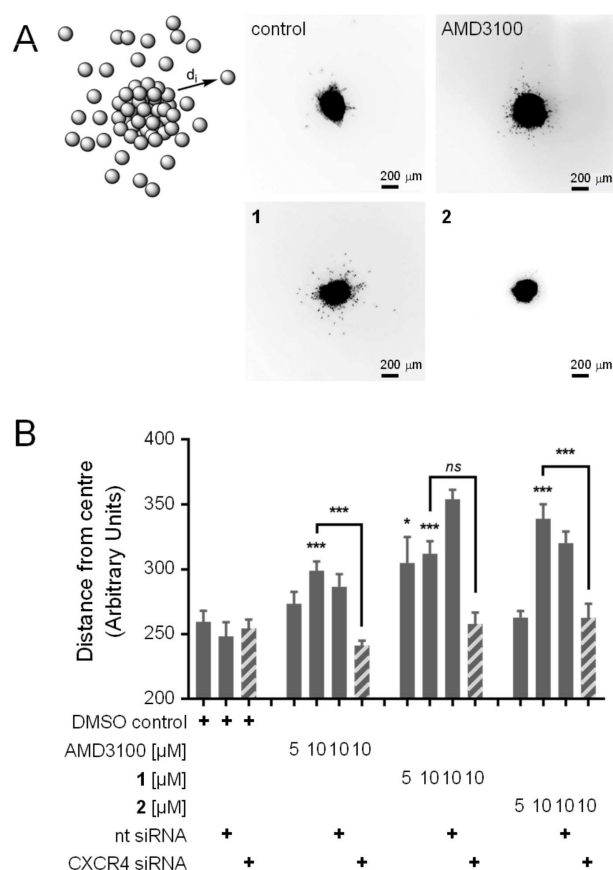 A
dᵢ
control
AMD3100
200 µm
200 µm
1
2
200 µm
200 µm
B
Distance from centre
(Arbitrary Units)
400
350
300
250
200
***
***
*
***
ns
***
***
DMSO control + + +
AMD3100 [µM] 5 10 10 10
1 [µM] 5 10 10 10
2 [µM] 5 10 10 10
nt siRNA + + + +
CXCR4 siRNA + + + +